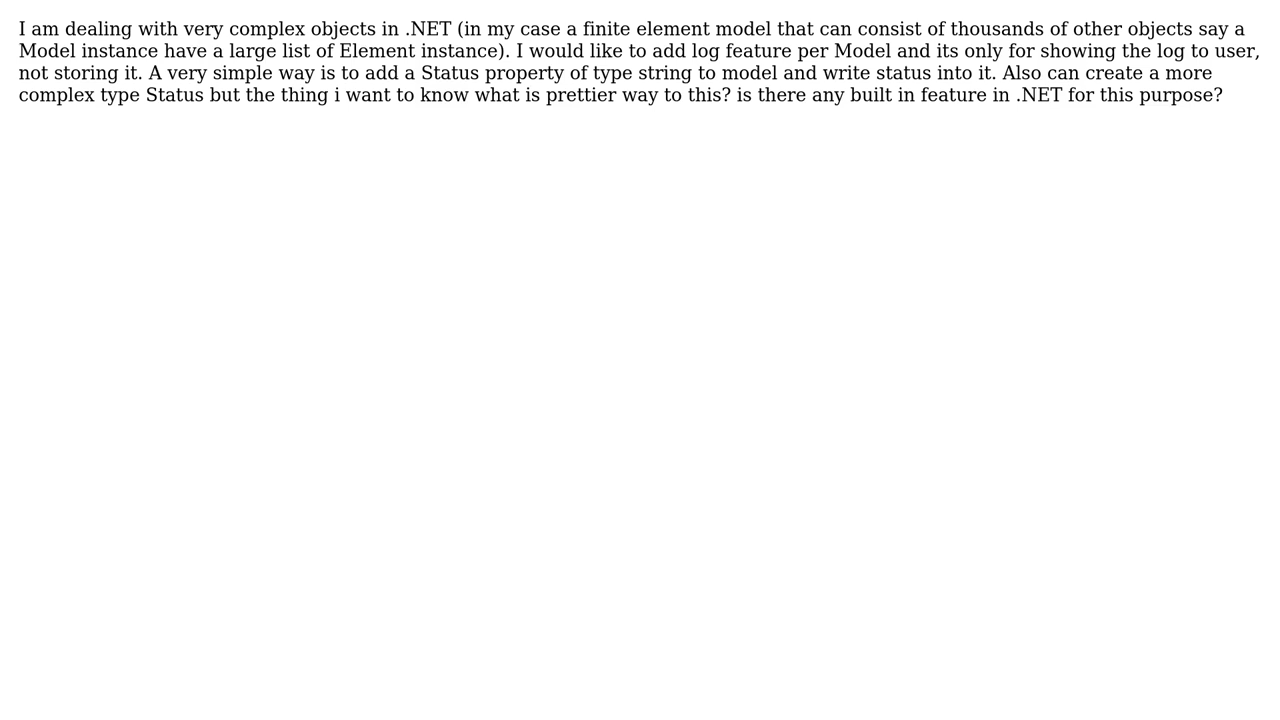 I am dealing with very complex objects in .NET (in my case a finite element model that can consist of thousands of other objects say a
Model instance have a large list of Element instance). I would like to add log feature per Model and its only for showing the log to user,
not storing it. A very simple way is to add a Status property of type string to model and write status into it. Also can create a more
complex type Status but the thing i want to know what is prettier way to this? is there any built in feature in .NET for this purpose?